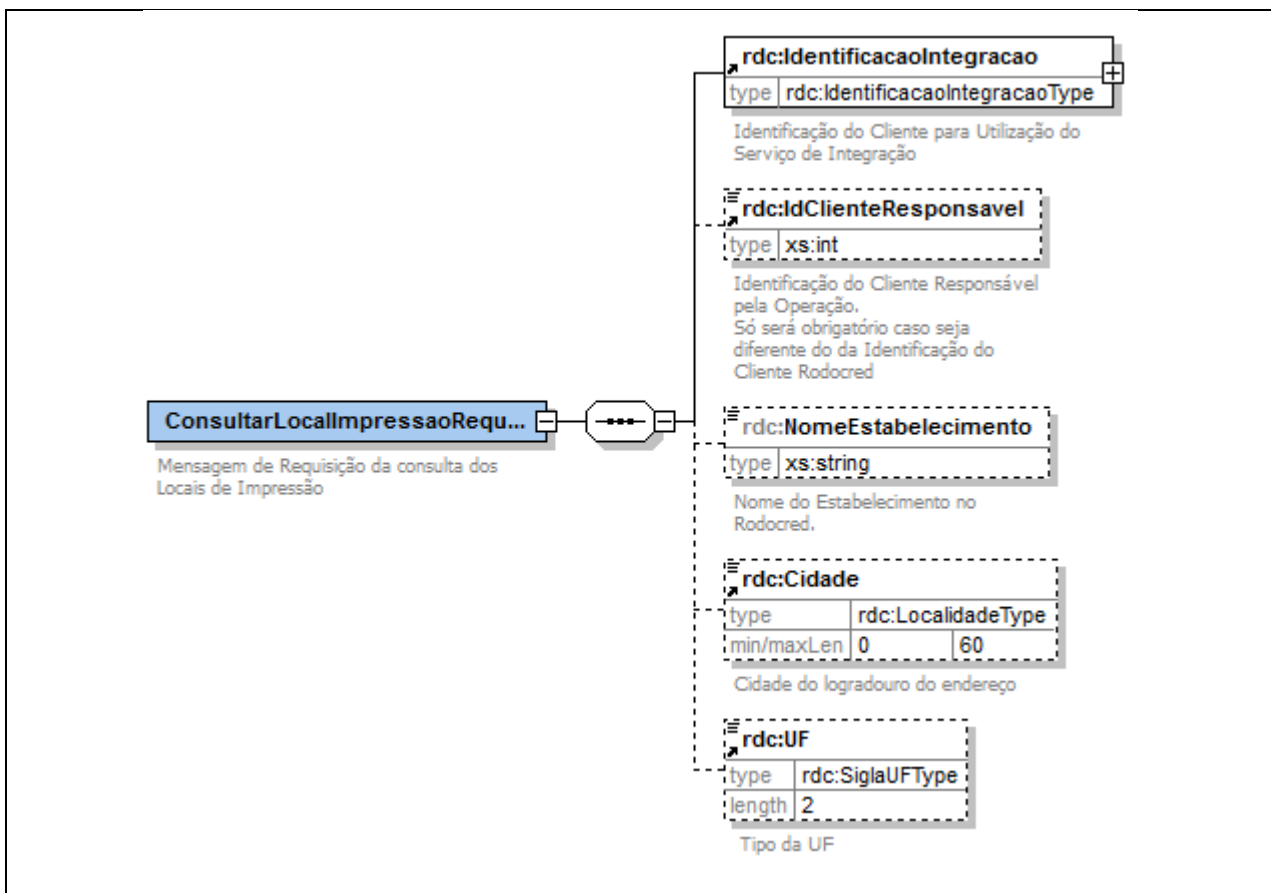 rdc:IdentificacaoIntegracao
type rdc:IdentificacaoIntegracaoType
Identificação do Cliente para Utilização do
Serviço de Integração
rdc:IdClienteResponsavel
type xs:int
Identificação do Cliente Responsável
pela Operação.
Só será obrigatório caso seja
diferente do da Identificação do
Cliente Rodocred
ConsultarLocalImpressaoRequ...
Mensagem de Requisição da consulta dos
Locais de Impressão
rdc:NomeEstabelecimento
type xs:string
Nome do Estabelecimento no
Rodocred.
rdc:Cidade
type rdc:LocalidadeType
min/maxLen 0 60
Cidade do logradouro do endereço
rdc:UF
type rdc:SiglaUFType
length 2
Tipo da UF